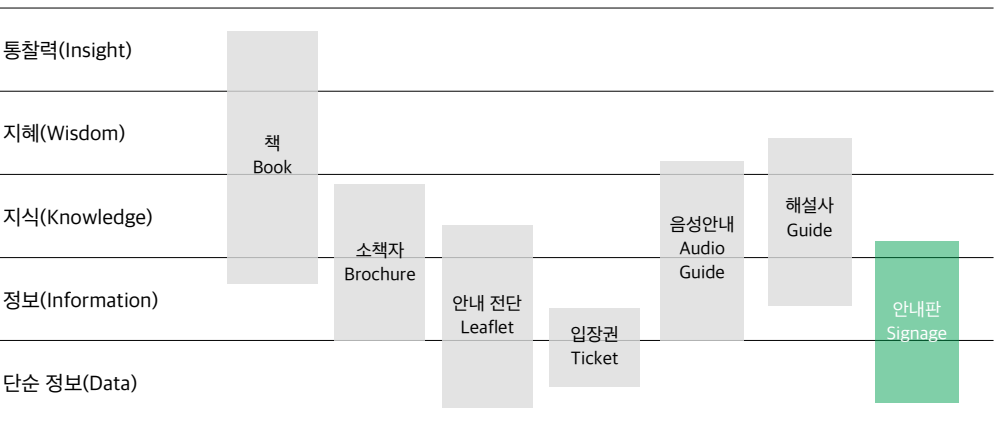 통찰력(Insight)
지혜(Wisdom)
지식(Knowledge)
정보(Information)
단순 정보(Data)
책
Book
소책자
Brochure
안내 전단
Leaflet
입장권
Ticket
음성안내
Audio
Guide
해설사
Guide
안내판
Signage